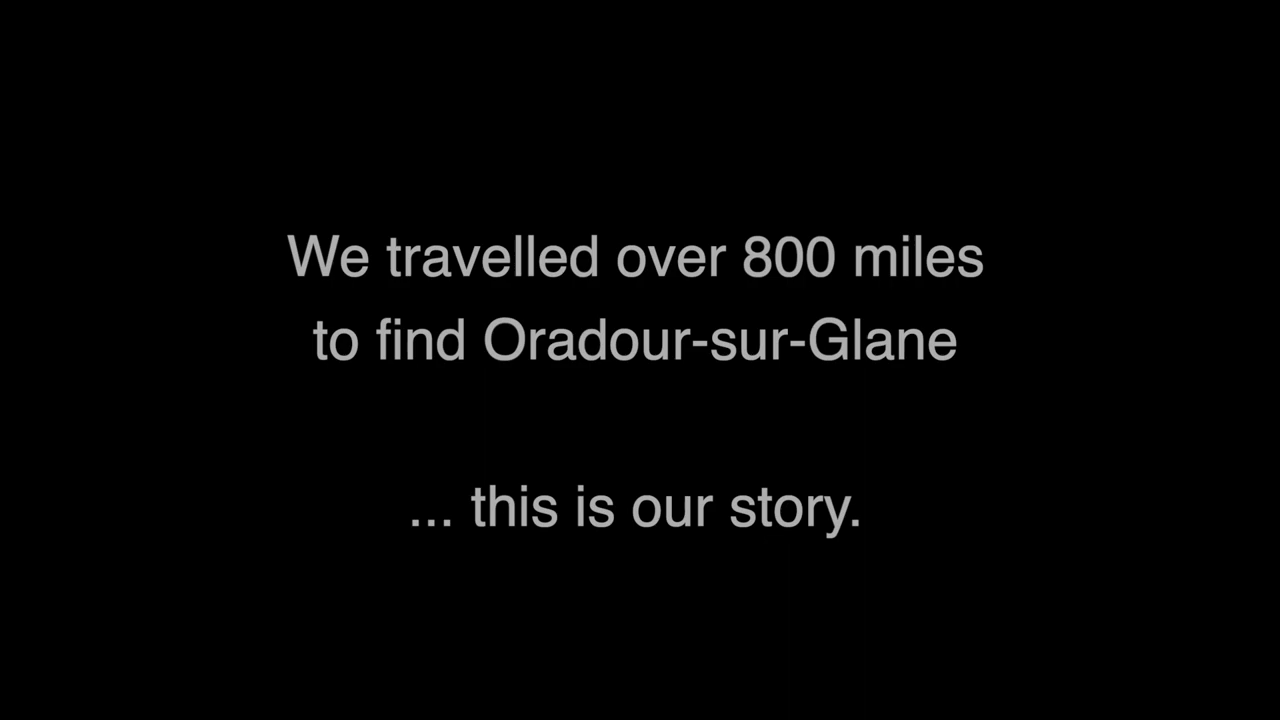 We travelled over 800 miles
to find Oradour-sur-Glane
... this is our story.